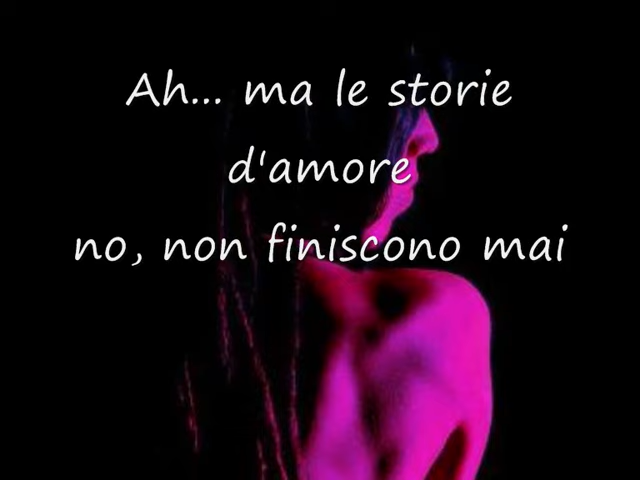 Ah... ma le storie
d'amore
no, non finiscono mai